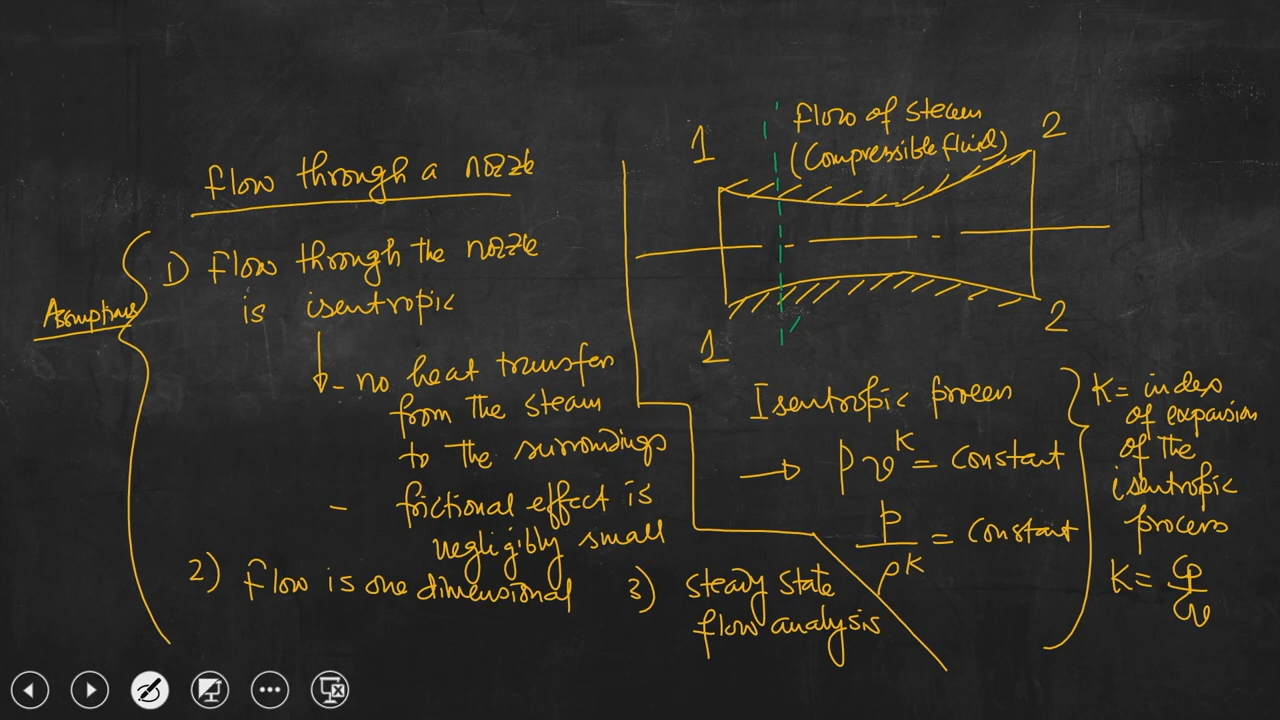 flow through a nozzle
Assumptions
1) flow through the nozzle
is isentropic
- no heat transfer
from the steam
to the surroundings
- frictional effect is
negligibly small
2) flow is one dimensional
3) steady state
flow analysis
flow of steam
(Compressible fluid)
1
2
1
2
Isentropic process
→ p v^K = constant
p/ρ^K = constant
K = index
of expansion
of the
isentropic
process
K = Cp/Cv